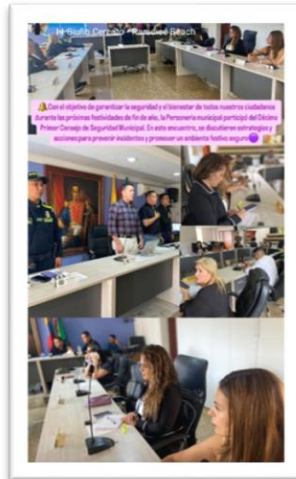 🔔Con el objetivo de garantizar la seguridad y el bienestar de todos nuestros ciudadanos
durante las próximas festividades de fin de año, la Personería municipal participó del Décimo
Primer Consejo de Seguridad Municipal. En este encuentro, se discutieron estrategias y
acciones para prevenir incidentes y promover un ambiente festivo seguro💜